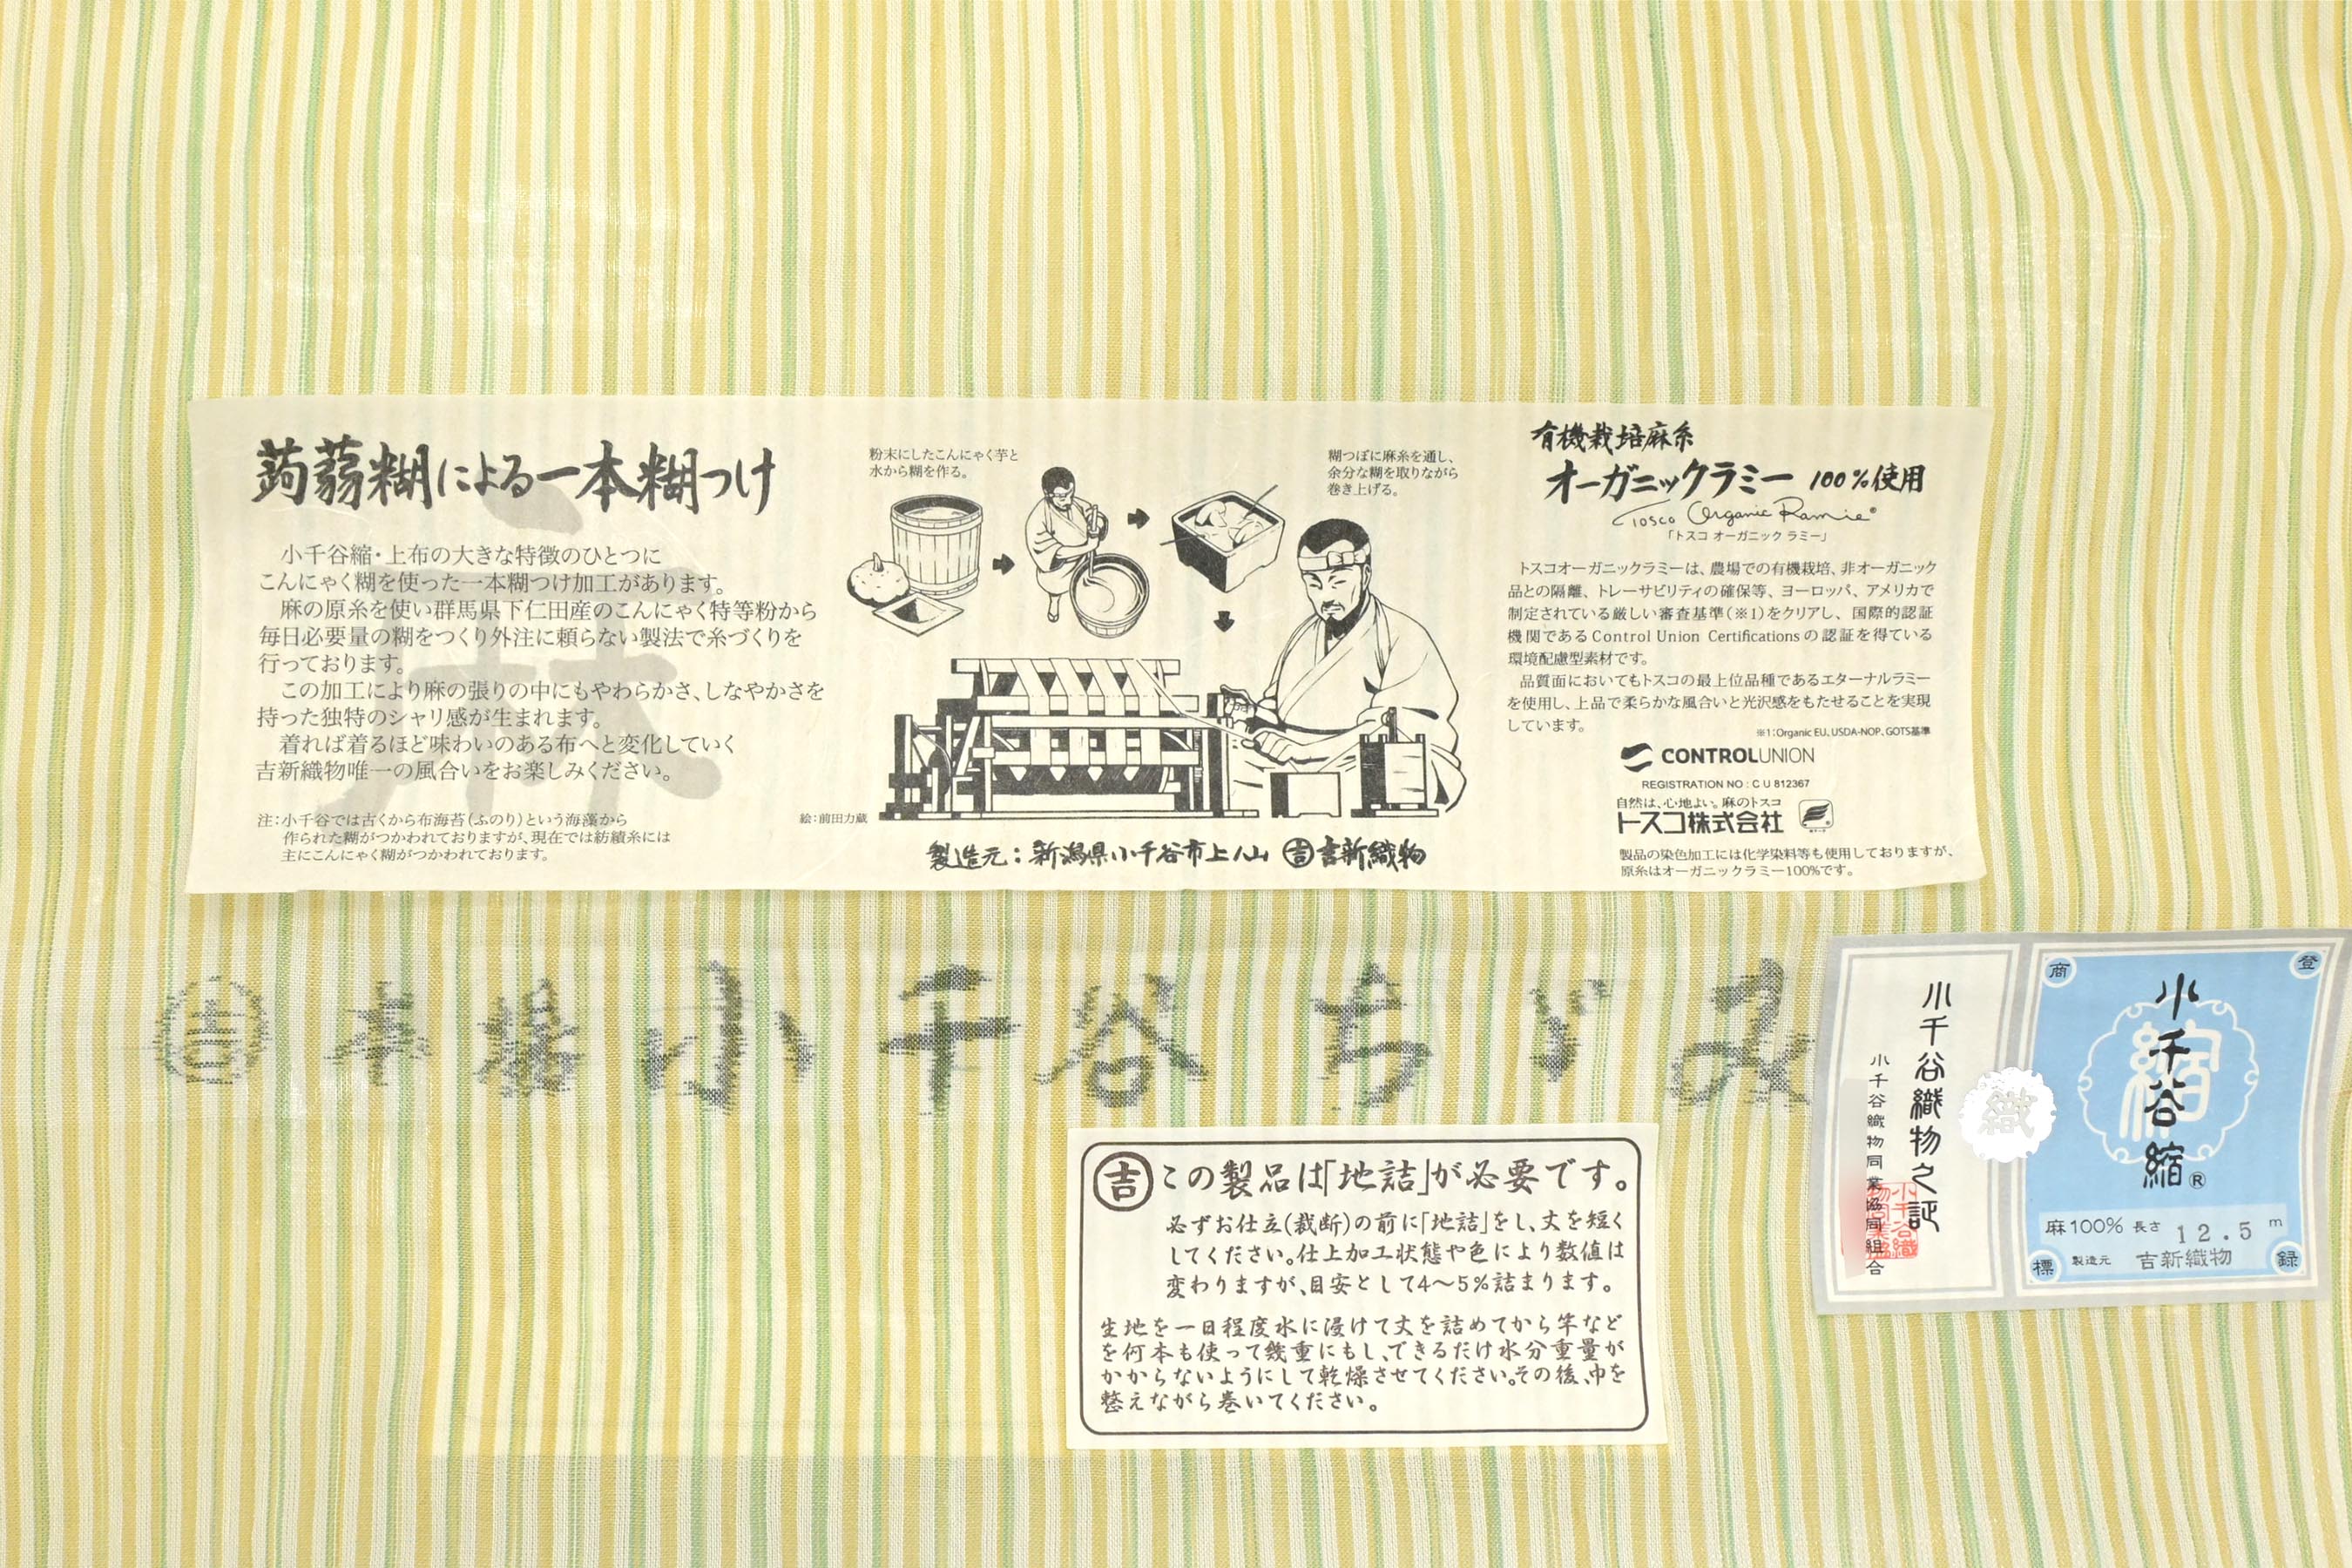 蒟蒻糊による一本糊つけ
小千谷縮・上布の大きな特徴のひとつに
こんにゃく糊を使った一本糊つけ加工があります。
麻の原糸を使い群馬県下仁田産のこんにゃく特等粉から
毎日必要量の糊をつくり外注に頼らない製法で糸づくりを
行っております。
この加工により麻の張りの中にもやわらかさ、しなやかさを
持った独特のシャリ感が生まれます。
着れば着るほど味わいのある布へと変化していく
吉新織物唯一の風合いをお楽しみください。
麻
注:小千谷では古くから布海苔(ふのり)という海藻から
作られた糊がつかわれておりますが、現在では紡績糸には
主にこんにゃく糊がつかわれております。
粉末にしたこんにゃく芋と
水から糊を作る。
糊つぼに麻糸を通し、
余分な糊を取りながら
巻き上げる。
絵:前田力蔵
製造元:新潟県小千谷市上ノ山 吉 吉新織物
有機栽培麻糸
オーガニックラミー 100%使用
Tosco Organic Ramie®
「トスコ オーガニック ラミー」
トスコオーガニックラミーは、農場での有機栽培、非オーガニック
品との隔離、トレーサビリティの確保等、ヨーロッパ、アメリカで
制定されている厳しい審査基準(※1)をクリアし、国際的認証
機関であるControl Union Certificationsの認証を得ている
環境配慮型素材です。
品質面においてもトスコの最上位品種であるエターナルラミー
を使用し、上品で柔らかな風合いと光沢感をもたせることを実現
しています。
※1:Organic EU、USDA-NOP、GOTS基準
CONTROLUNION
REGISTRATION NO : C U 812367
自然は、心地よい。麻のトスコ
トスコ株式会社
製品の染色加工には化学染料等も使用しておりますが、
原糸はオーガニックラミー100%です。
吉本場小千谷ちゞみ
吉 この製品は「地詰」が必要です。
必ずお仕立(裁断)の前に「地詰」をし、丈を短く
してください。仕上加工状態や色により数値は
変わりますが、目安として4〜5%詰まります。
生地を一日程度水に浸けて丈を詰めてから竿など
を何本も使って幾重にもし、できるだけ水分重量が
かからないようにして乾燥させてください。その後、巾を
整えながら巻いてください。
小千谷織物之証
小千谷織物同業協同組合
小千谷織
物同業協
織
登
録
商
標
縮
小千谷縮®
麻100% 長さ 12.5 m
製造元 吉新織物